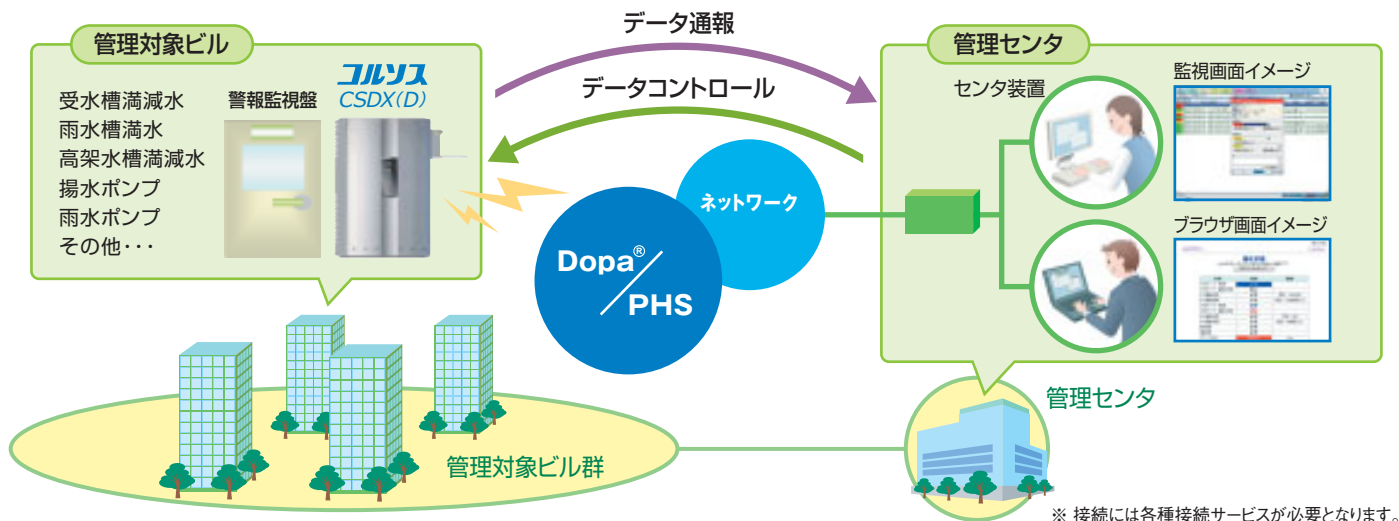 データ通報
データコントロール
管理対象ビル
受水槽満減水
雨水槽満水
高架水槽満減水
揚水ポンプ
雨水ポンプ
その他・・・
警報監視盤
コルソス
CSDX(D)
Dopa®/PHS
ネットワーク
管理センタ
センタ装置
監視画面イメージ
ブラウザ画面イメージ
管理対象ビル群
管理センタ
※ 接続には各種接続サービスが必要となります。